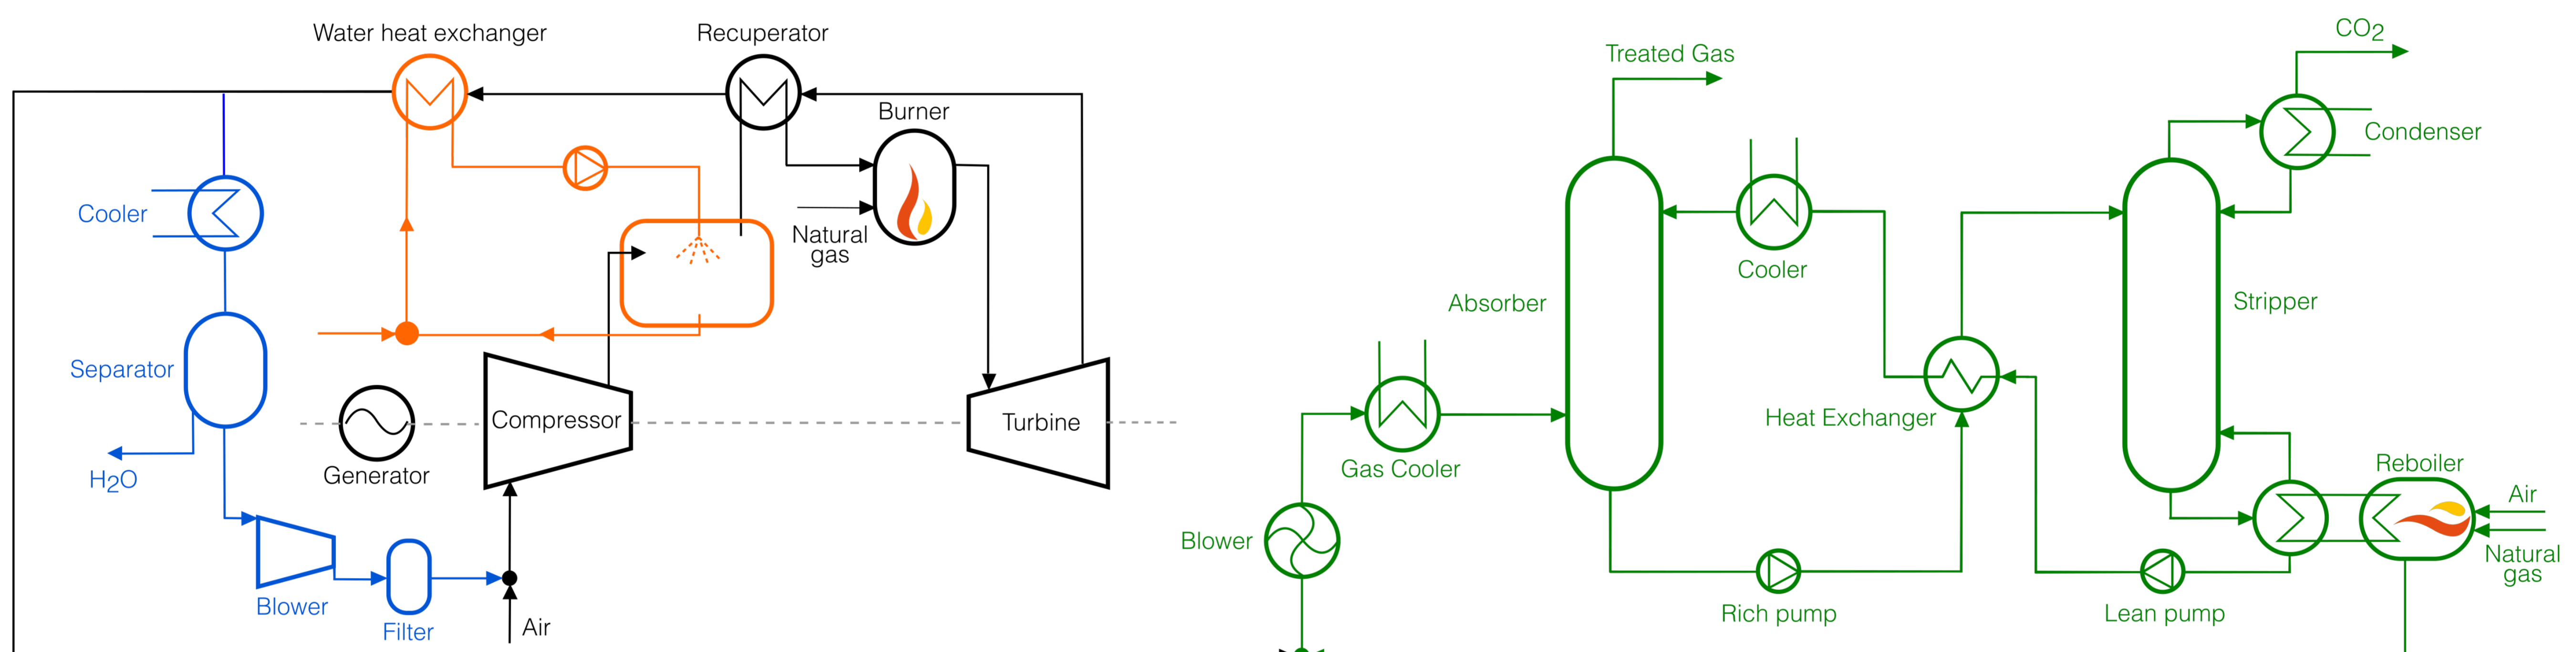 Water heat exchanger
Recuperator
Burner
Natural
gas
Cooler
Separator
H2O
Generator
Compressor
Turbine
Blower
Filter
Air
Treated Gas
CO2
Condenser
Cooler
Absorber
Stripper
Heat Exchanger
Gas Cooler
Reboiler
Air
Natural
gas
Blower
Rich pump
Lean pump